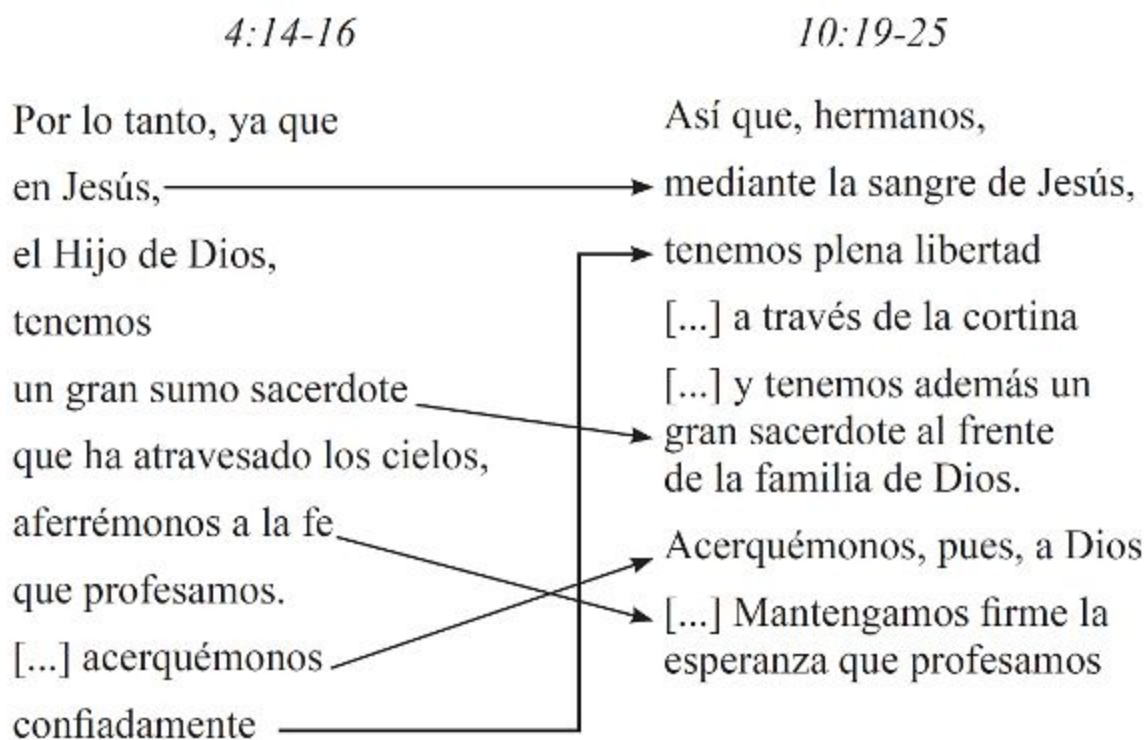 4:14-16
Por lo tanto, ya que
en Jesús,
el Hijo de Dios,
tenemos
un gran sumo sacerdote
que ha atravesado los cielos,
aferrémonos a la fe
que profesamos.
[...] acerquémonos
confiadamente
10:19-25
Así que, hermanos,
mediante la sangre de Jesús,
tenemos plena libertad
[...] a través de la cortina
[...] y tenemos además un
gran sacerdote al frente
de la familia de Dios.
Acerquémonos, pues, a Dios
[...] Mantengamos firme la
esperanza que profesamos